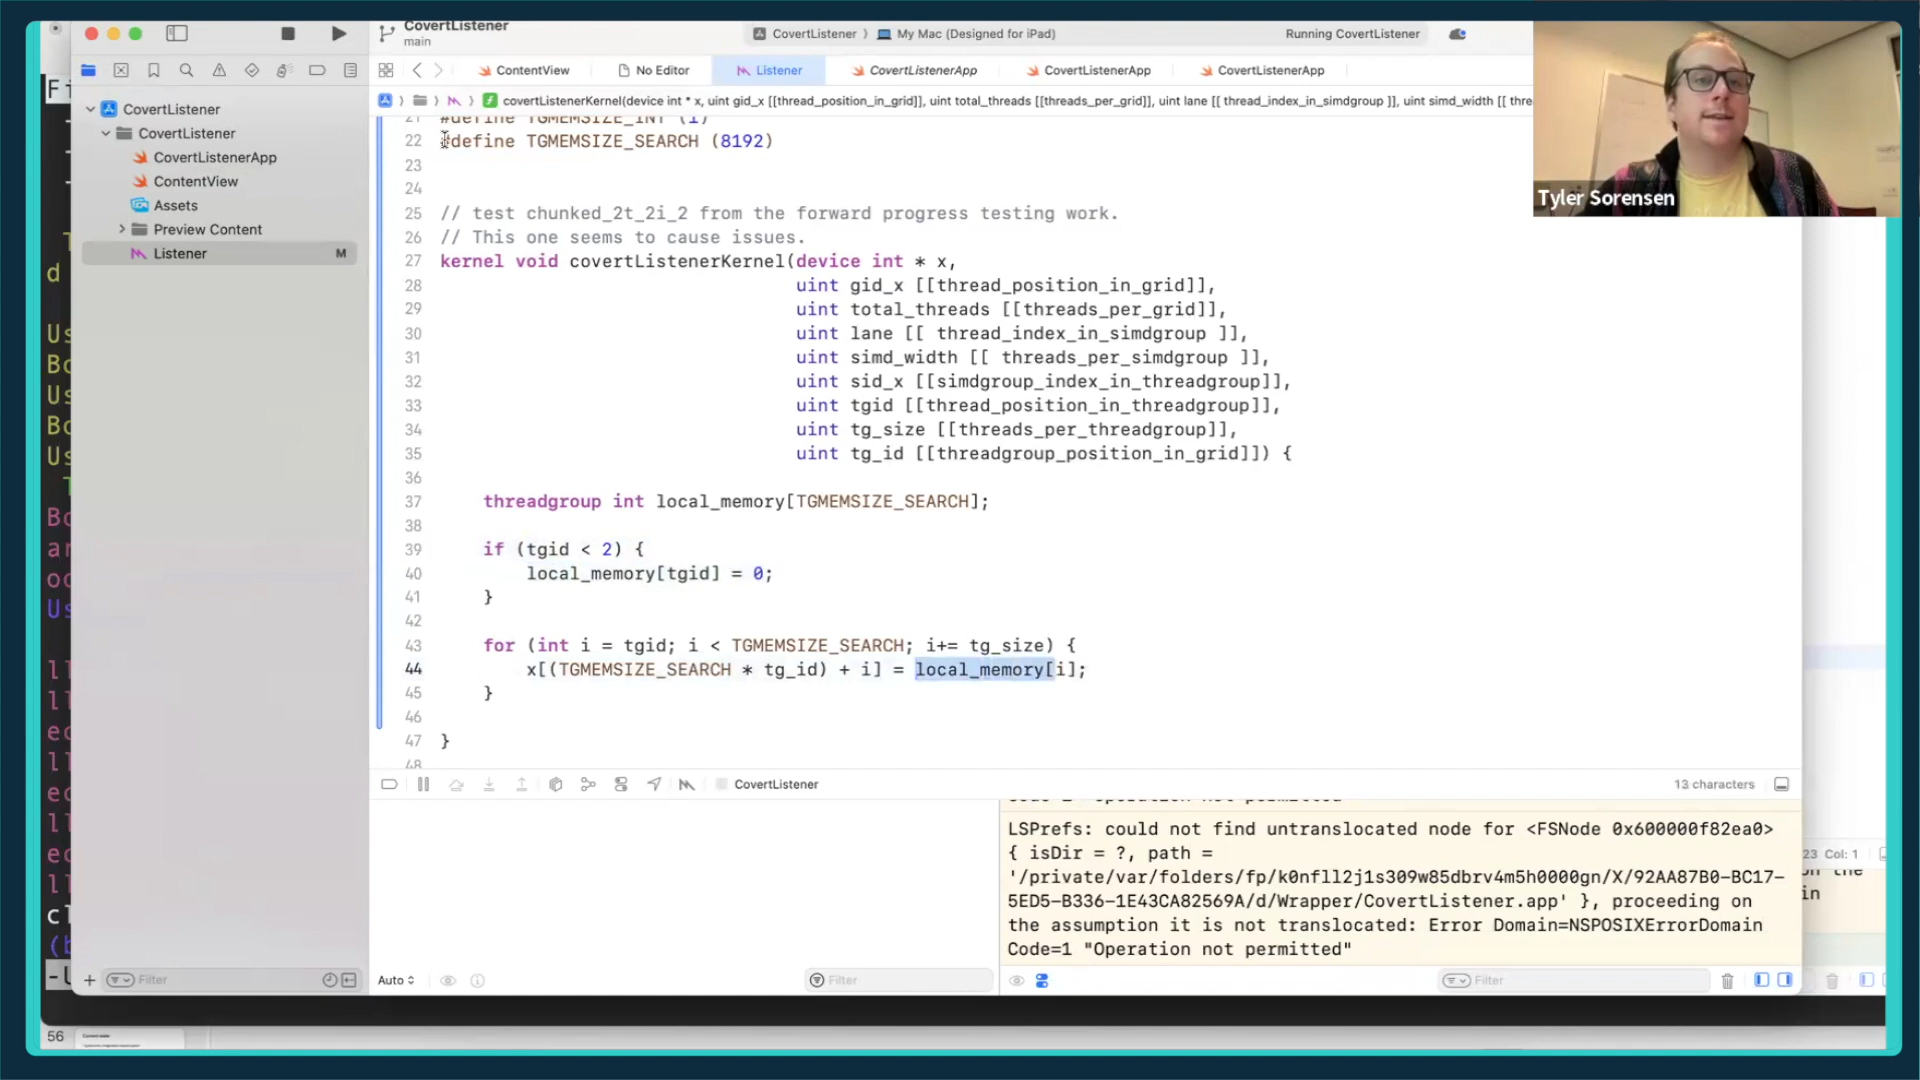 CovertListener
main
CovertListener 〉 My Mac (Designed for iPad)
Running CovertListener
ContentView
No Editor
Listener
CovertListenerApp
CovertListenerApp
CovertListenerApp
covertListenerKernel(device int * x, uint gid_x [[thread_position_in_grid]], uint total_threads [[threads_per_grid]], uint lane [[ thread_index_in_simdgroup ]], uint simd_width [[ thre
CovertListener
CovertListener
CovertListenerApp
ContentView
Assets
Preview Content
Listener M
21 #define TGMEMSIZE_INT (1)
22 #define TGMEMSIZE_SEARCH (8192)
23
24
25 // test chunked_2t_2i_2 from the forward progress testing work.
26 // This one seems to cause issues.
27 kernel void covertListenerKernel(device int * x,
28 uint gid_x [[thread_position_in_grid]],
29 uint total_threads [[threads_per_grid]],
30 uint lane [[ thread_index_in_simdgroup ]],
31 uint simd_width [[ threads_per_simdgroup ]],
32 uint sid_x [[simdgroup_index_in_threadgroup]],
33 uint tgid [[thread_position_in_threadgroup]],
34 uint tg_size [[threads_per_threadgroup]],
35 uint tg_id [[threadgroup_position_in_grid]]) {
36
37 threadgroup int local_memory[TGMEMSIZE_SEARCH];
38
39 if (tgid < 2) {
40 local_memory[tgid] = 0;
41 }
42
43 for (int i = tgid; i < TGMEMSIZE_SEARCH; i+= tg_size) {
44 x[(TGMEMSIZE_SEARCH * tg_id) + i] = local_memory[i];
45 }
46
47 }
48
Tyler Sorensen
CovertListener
13 characters
LSPrefs: could not find untranslocated node for <FSNode 0x600000f82ea0>
{ isDir = ?, path =
'/private/var/folders/fp/k0nfll2j1s309w85dbrv4m5h0000gn/X/92AA87B0-BC17-
5ED5-B336-1E43CA82569A/d/Wrapper/CovertListener.app' }, proceeding on
the assumption it is not translocated: Error Domain=NSPOSIXErrorDomain
Code=1 "Operation not permitted"
23 Col: 1
in
Filter
Auto
Filter
Filter
56